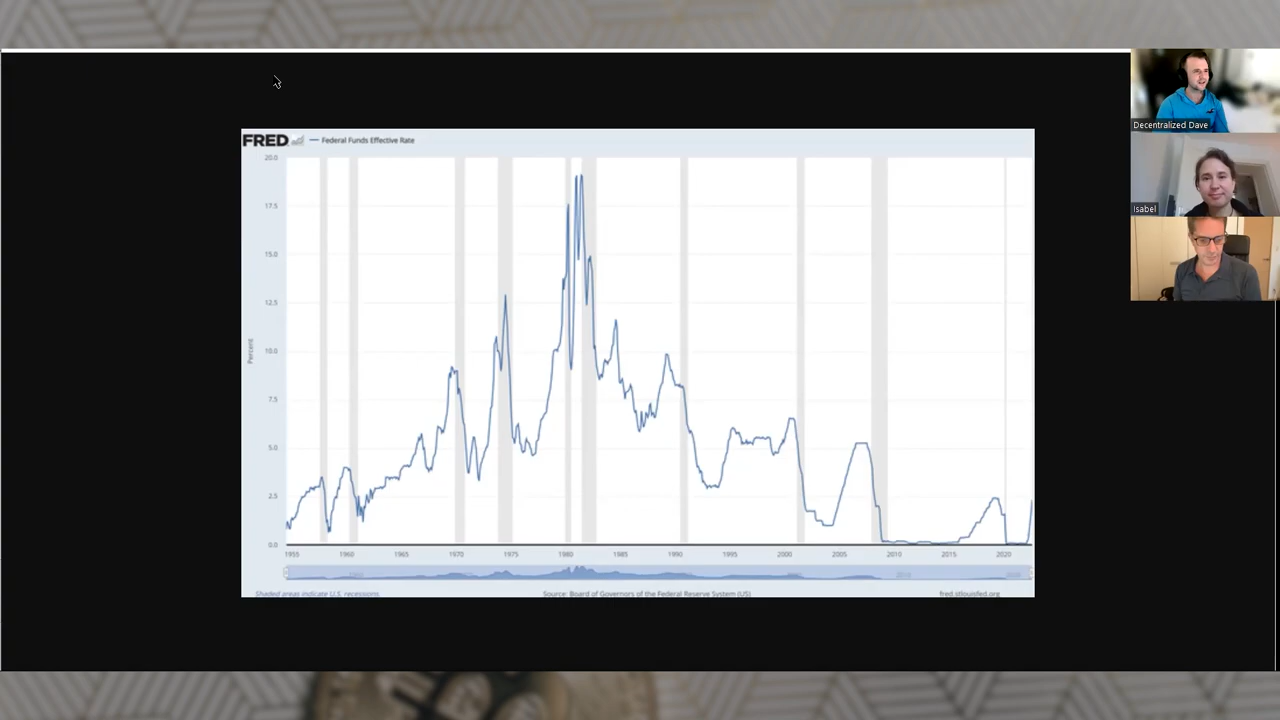 FRED — Federal Funds Effective Rate
20.0
17.5
15.0
12.5
10.0
7.5
5.0
2.5
0.0
Percent
1955 1960 1965 1970 1975 1980 1985 1990 1995 2000 2005 2010 2015 2020
Shaded areas indicate U.S. recessions.
Source: Board of Governors of the Federal Reserve System (US)
fred.stlouisfed.org
Decentralized Dave
Isabel